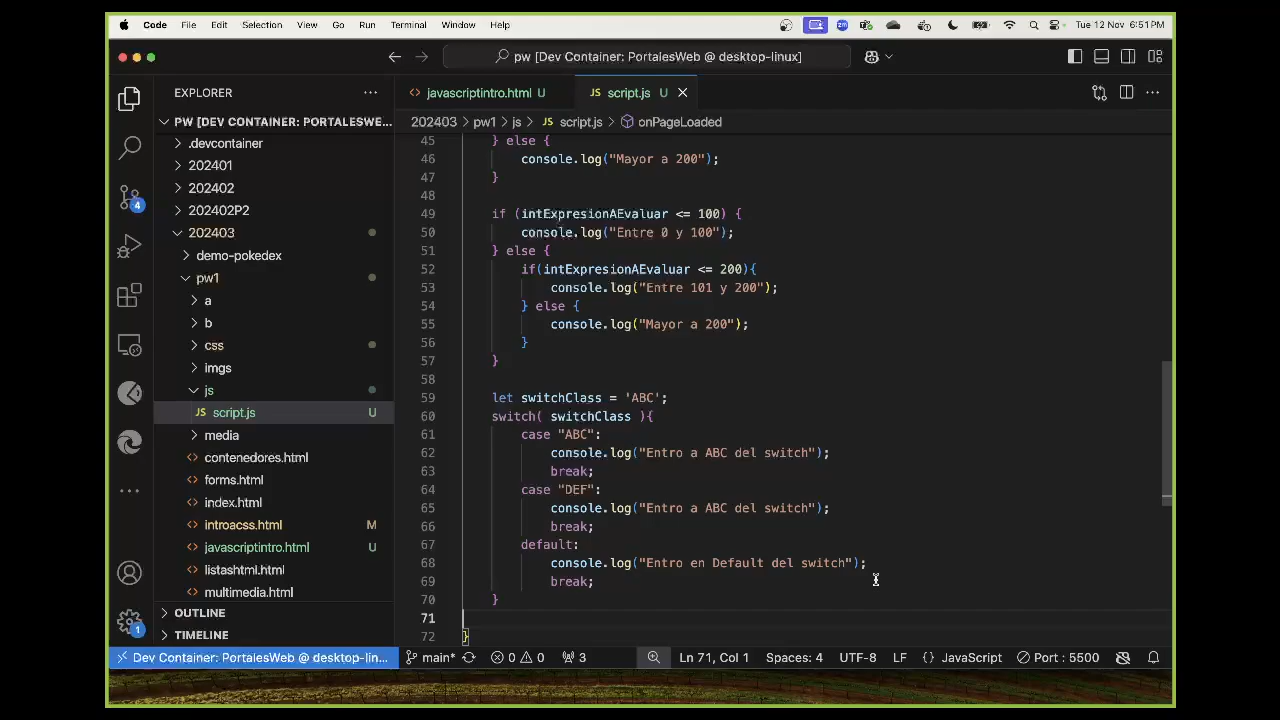 Code File Edit Selection View Go Run Terminal Window Help zm Tue 12 Nov 6:51 PM
pw [Dev Container: PortalesWeb @ desktop-linux]
EXPLORER
javascriptintro.html U
JS script.js U
PW [DEV CONTAINER: PORTALESWE...
202403 > pw1 > js > JS script.js > onPageLoaded
.devcontainer
202401
202402
202402P2
202403
demo-pokedex
pw1
a
b
css
imgs
js
JS script.js U
media
contenedores.html
forms.html
index.html
introacss.html M
javascriptintro.html U
listashtml.html
multimedia.html
OUTLINE
TIMELINE
4
1
45 } else {
46 console.log("Mayor a 200");
47 }
48
49 if (intExpresionAEvaluar <= 100) {
50 console.log("Entre 0 y 100");
51 } else {
52 if(intExpresionAEvaluar <= 200){
53 console.log("Entre 101 y 200");
54 } else {
55 console.log("Mayor a 200");
56 }
57 }
58
59 let switchClass = 'ABC';
60 switch( switchClass ){
61 case "ABC":
62 console.log("Entro a ABC del switch");
63 break;
64 case "DEF":
65 console.log("Entro a ABC del switch");
66 break;
67 default:
68 console.log("Entro en Default del switch");
69 break;
70 }
71
72 }
Dev Container: PortalesWeb @ desktop-lin... main* 0 0 3 Ln 71, Col 1 Spaces: 4 UTF-8 LF {} JavaScript Port : 5500